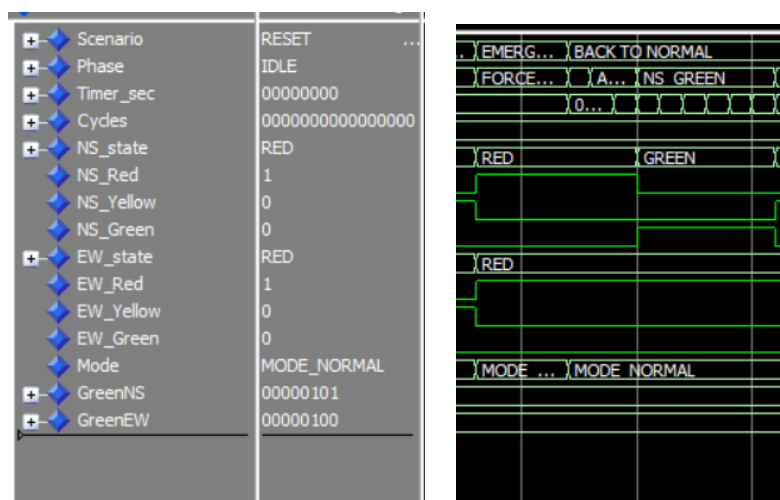 Scenario RESET ... .. EMERG... BACK TO NORMAL
Phase IDLE FORCE... A... NS GREEN
Timer_sec 00000000 0...
Cycles 0000000000000000
NS_state RED RED GREEN
NS_Red 1
NS_Yellow 0
NS_Green 0
EW_state RED RED
EW_Red 1
EW_Yellow 0
EW_Green 0
Mode MODE_NORMAL MODE ... MODE NORMAL
GreenNS 00000101
GreenEW 00000100